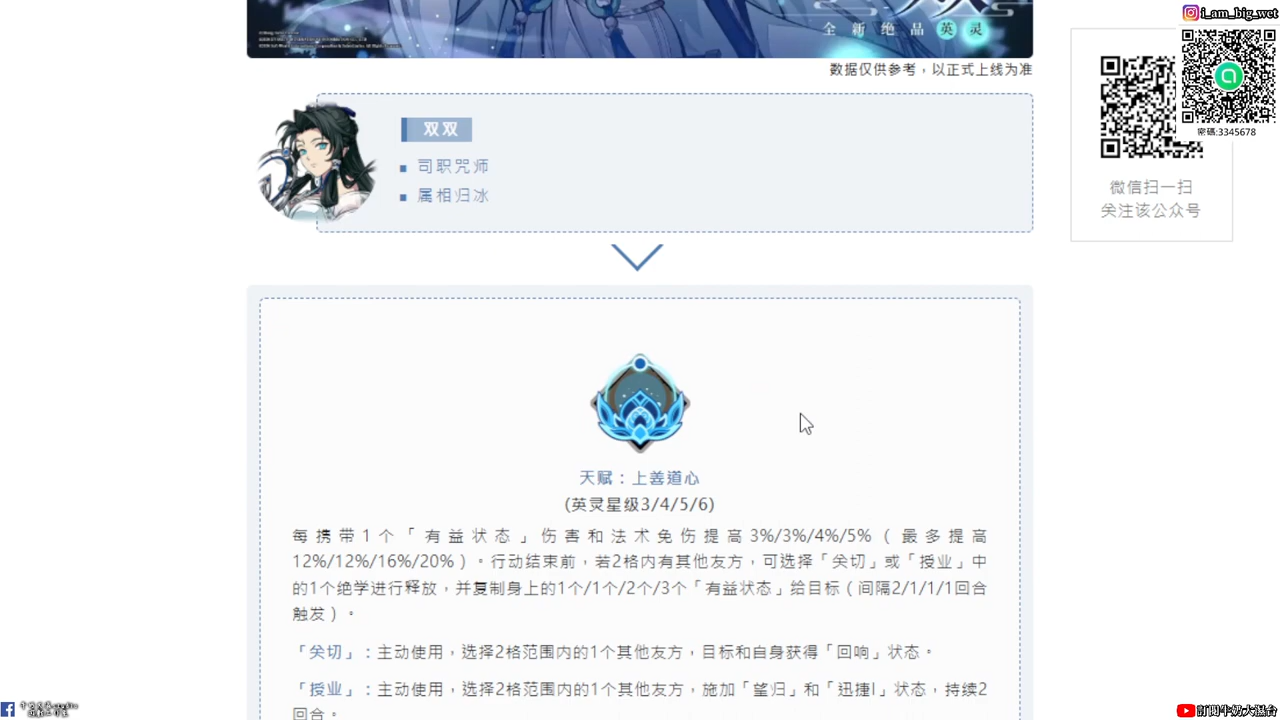 i_am_big_wet
全新绝品英灵
数据仅供参考，以正式上线为准
双双
密碼:3345678
司职咒师
属相归冰
微信扫一扫
关注该公众号
天赋：上善道心
(英灵星级3/4/5/6)
每携带1个「有益状态」伤害和法术免伤提高3%/3%/4%/5%（最多提高
12%/12%/16%/20%）。行动结束前，若2格内有其他友方，可选择「关切」或「授业」中
的1个绝学进行释放，并复制身上的1个/1个/2个/3个「有益状态」给目标（间隔2/1/1/1回合
触发）。
「关切」：主动使用，选择2格范围内的1个其他友方，目标和自身获得「回响」状态。
「授业」：主动使用，选择2格范围内的1个其他友方，施加「望归」和「迅捷I」状态，持续2
回合。